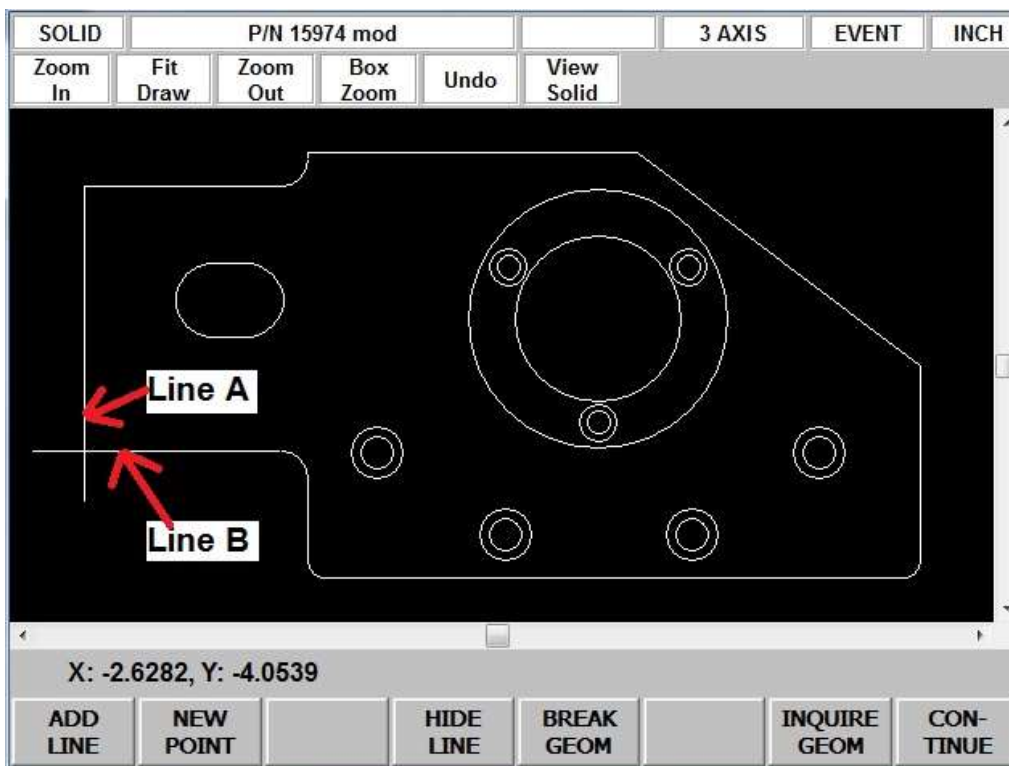 SOLID P/N 15974 mod 3 AXIS EVENT INCH
Zoom In Fit Draw Zoom Out Box Zoom Undo View Solid
Line A
Line B
X: -2.6282, Y: -4.0539
ADD LINE NEW POINT HIDE LINE BREAK GEOM INQUIRE GEOM CON- TINUE